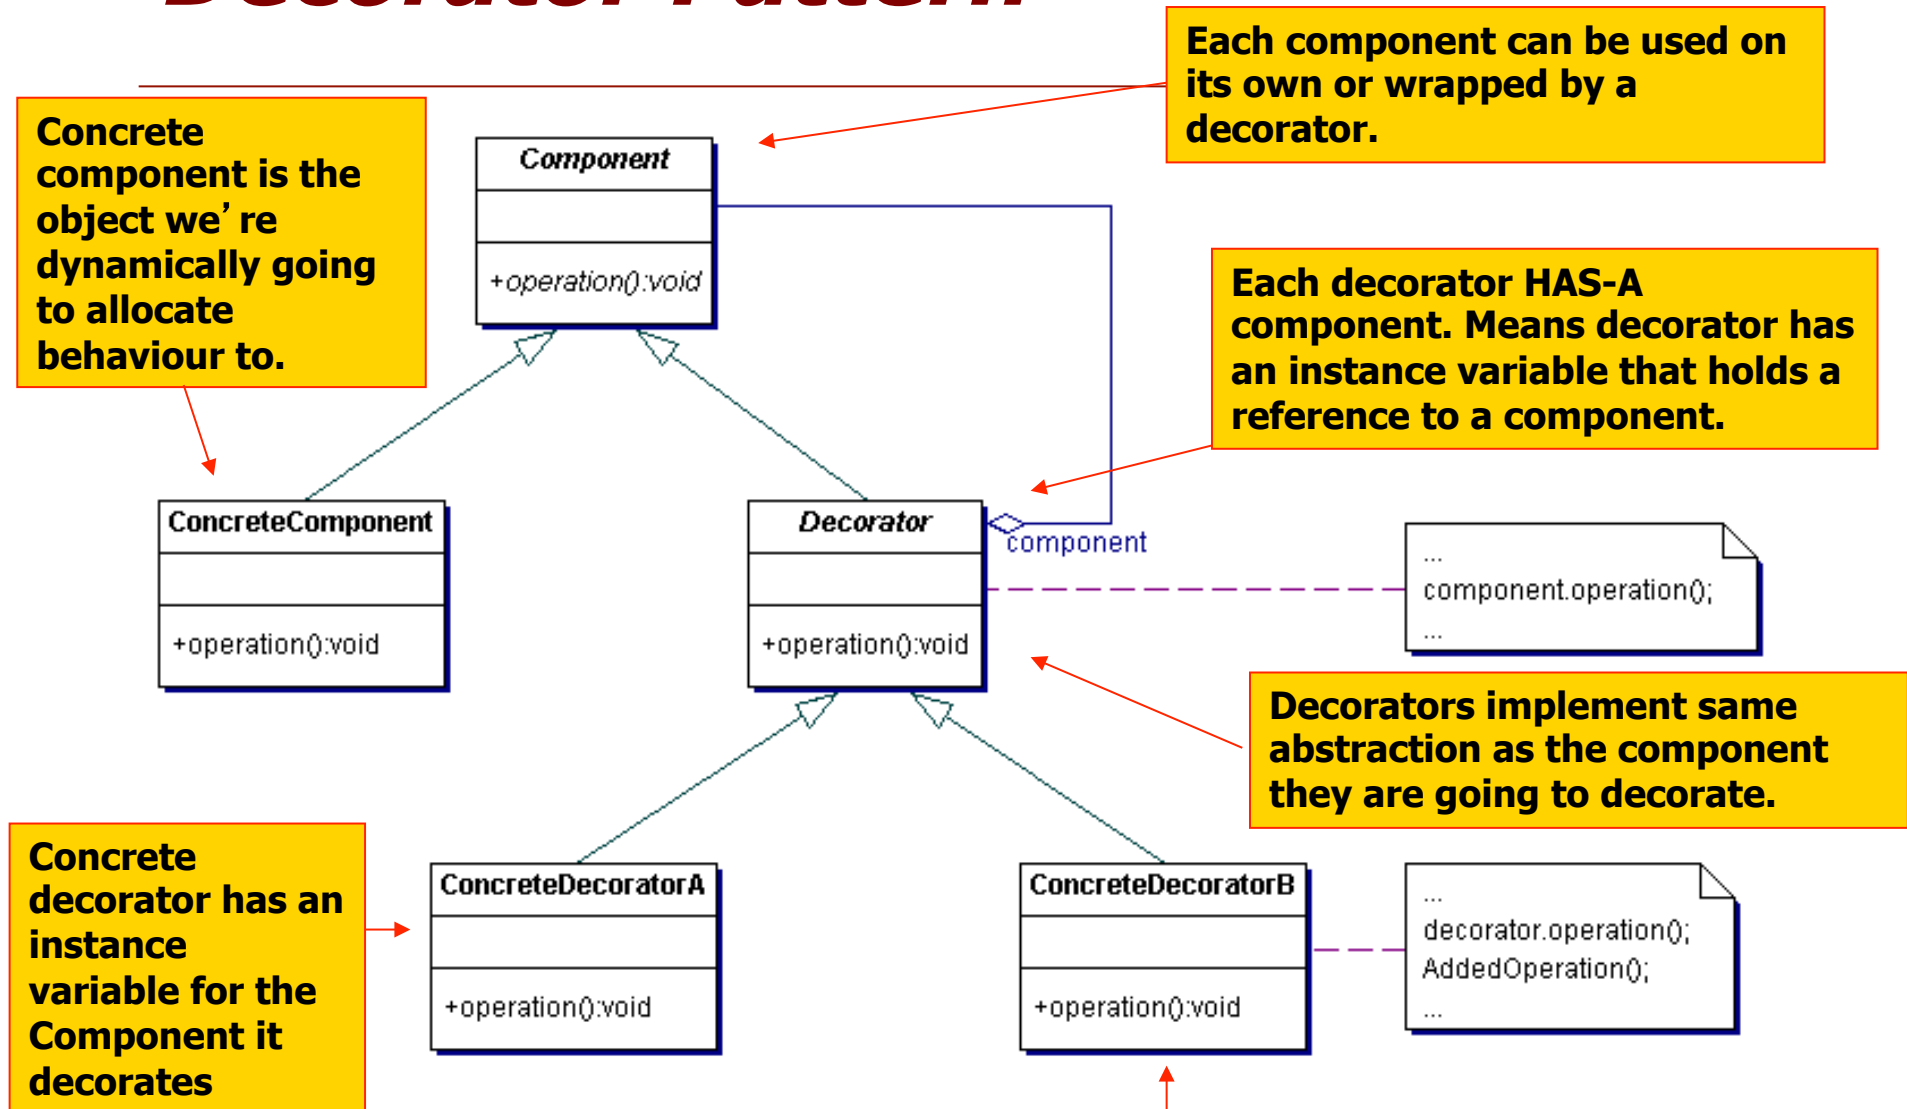 Decorator Pattern
Each component can be used on
its own or wrapped by a
decorator.
Concrete
component is the
object we’re
dynamically going
to allocate
behaviour to.
Component
+operation():void
Each decorator HAS-A
component. Means decorator has
an instance variable that holds a
reference to a component.
ConcreteComponent
+operation():void
Decorator
+operation():void
component
...
component.operation();
...
Decorators implement same
abstraction as the component
they are going to decorate.
Concrete
decorator has an
instance
variable for the
Component it
decorates
ConcreteDecoratorA
+operation():void
ConcreteDecoratorB
+operation():void
...
decorator.operation();
AddedOperation();
...